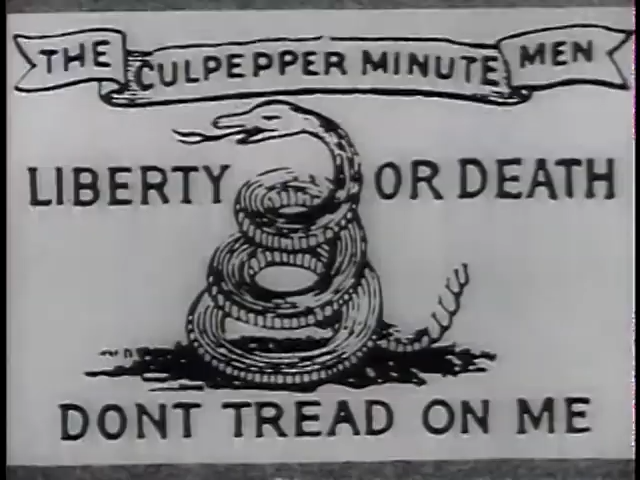 THE CULPEPPER MINUTE MEN
LIBERTY OR DEATH
DONT TREAD ON ME